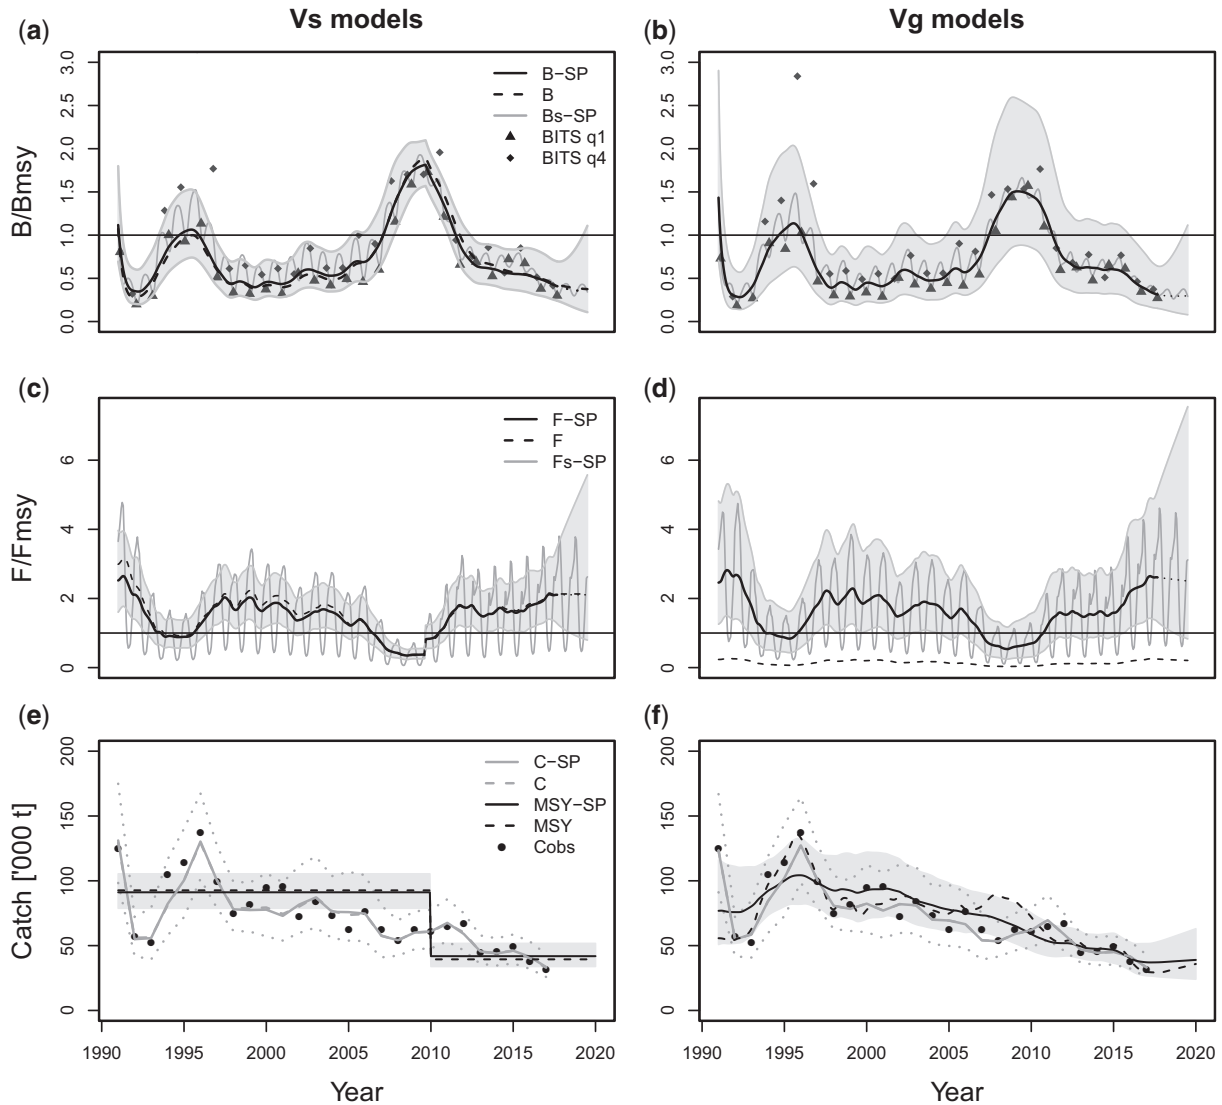 Vs models
Vg models
(a)
(b)
B/Bmsy
3.0
2.5
2.0
1.5
1.0
0.5
0.0
B−SP
B
Bs−SP
BITS q1
BITS q4
3.0
2.5
2.0
1.5
1.0
0.5
0.0
(c)
(d)
F/Fmsy
6
4
2
0
F−SP
F
Fs−SP
6
4
2
0
(e)
(f)
Catch ['000 t]
200
150
100
50
0
C−SP
C
MSY−SP
MSY
Cobs
200
150
100
50
0
1990 1995 2000 2005 2010 2015 2020
1990 1995 2000 2005 2010 2015 2020
Year
Year